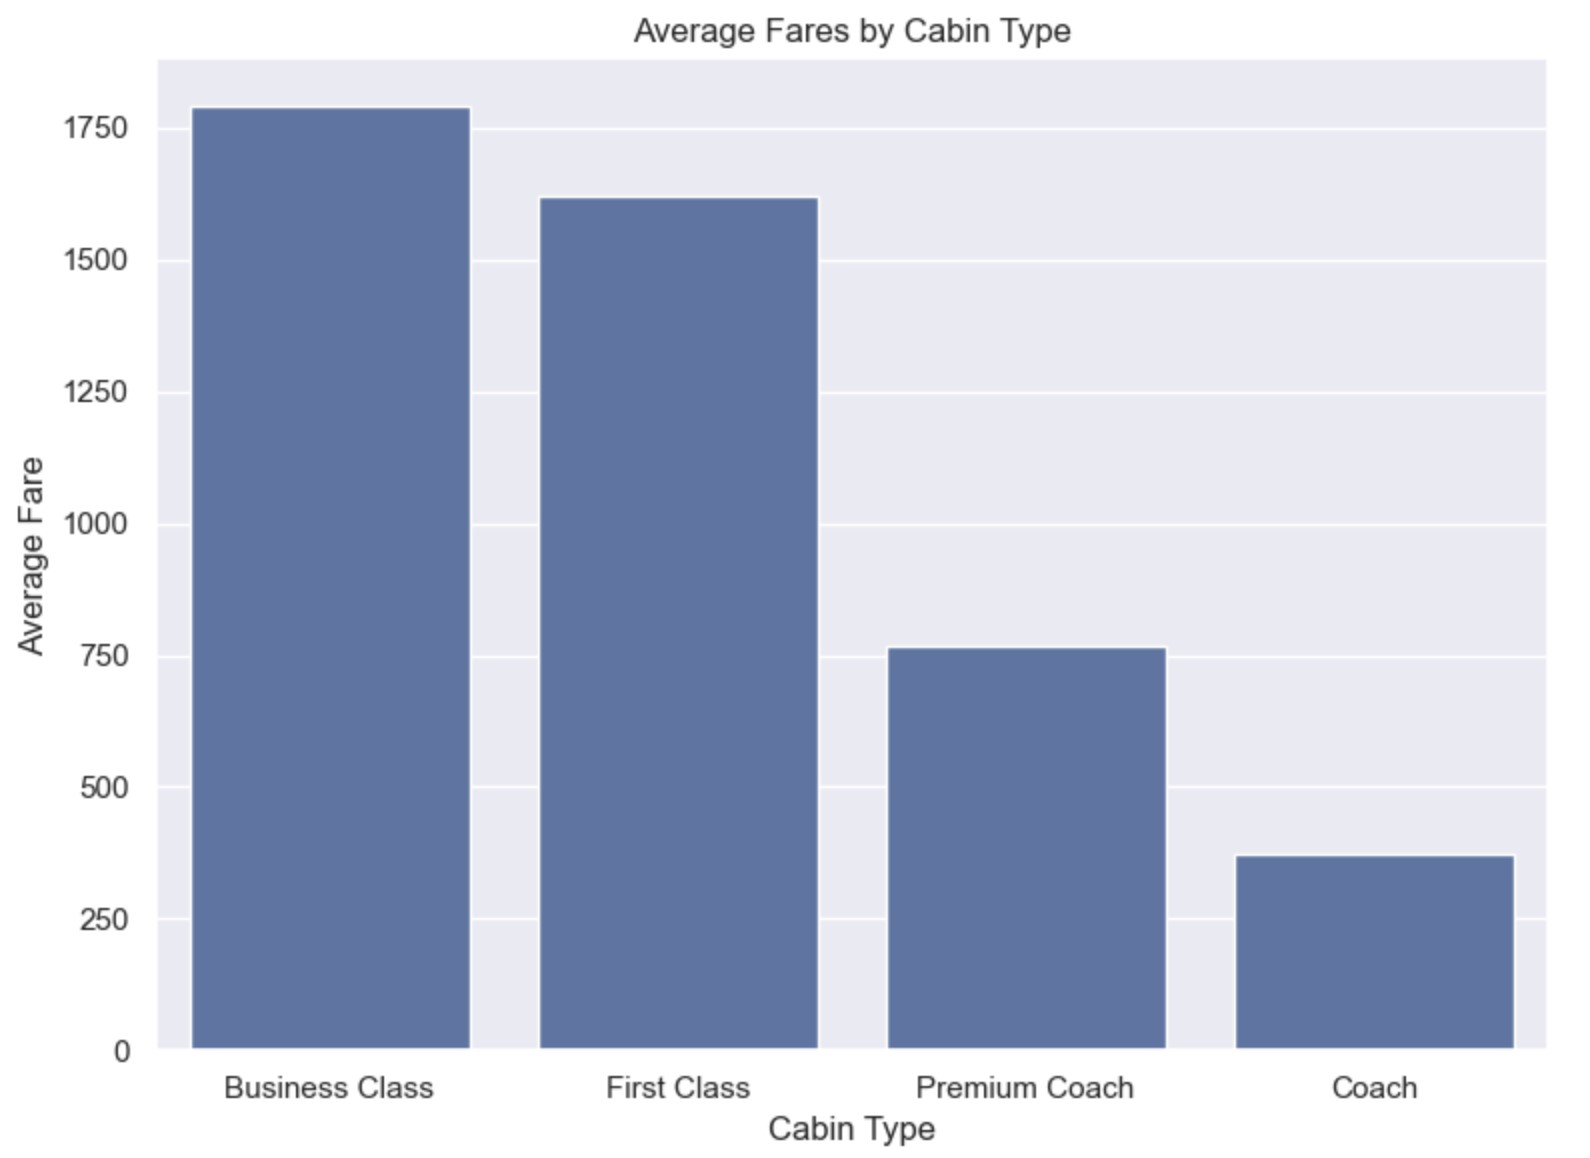 Average Fares by Cabin Type
Average Fare
1750
1500
1250
1000
750
500
250
0
Business Class First Class Premium Coach Coach
Cabin Type